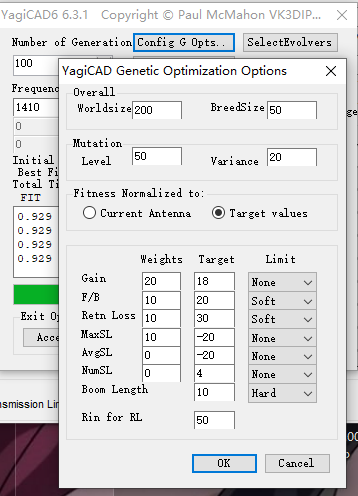 YagiCAD6 6.3.1 Copyright © Paul McMahon VK3DIP...
Number of Generation
Config G Opts..
SelectEvolvers
100
Frequenc
1410
0
0
Initial
Best Fi
Total Ti
FIT
0.929
0.929
0.929
0.929
Exit Op
Acce
nsmission Lin
YagiCAD Genetic Optimization Options
Overall
Worldsize 200 BreedSize 50
Mutation
Level 50 Variance 20
Fitness Normalized to:
Current Antenna Target values
Weights Target Limit
Gain 20 18 None
F/B 10 20 Soft
Retn Loss 10 30 Soft
MaxSL 10 -20 None
AvgSL 0 -20 None
NumSL 0 4 None
Boom Length 10 Hard
Rin for RL 50
OK Cancel